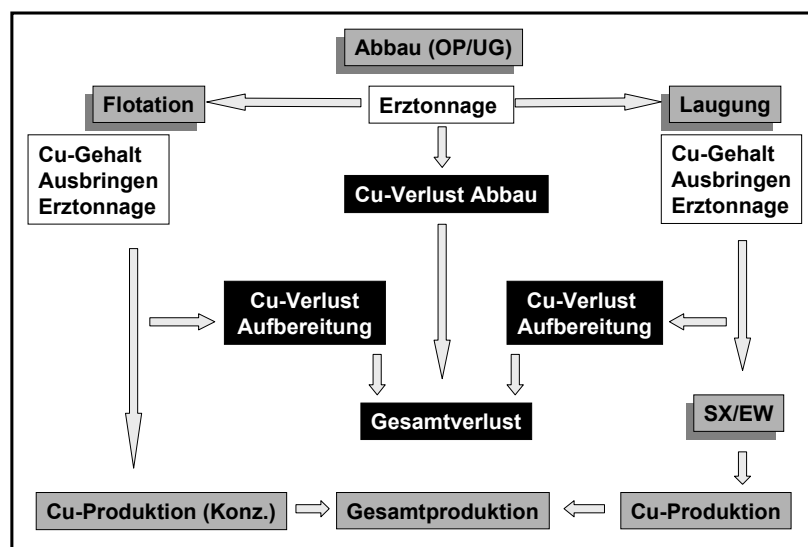 Abbau (OP/UG)
Flotation
Erztonnage
Laugung
Cu-Gehalt
Ausbringen
Erztonnage
Cu-Gehalt
Ausbringen
Erztonnage
Cu-Verlust Abbau
Cu-Verlust
Aufbereitung
Cu-Verlust
Aufbereitung
Gesamtverlust
SX/EW
Cu-Produktion (Konz.)
Gesamtproduktion
Cu-Produktion